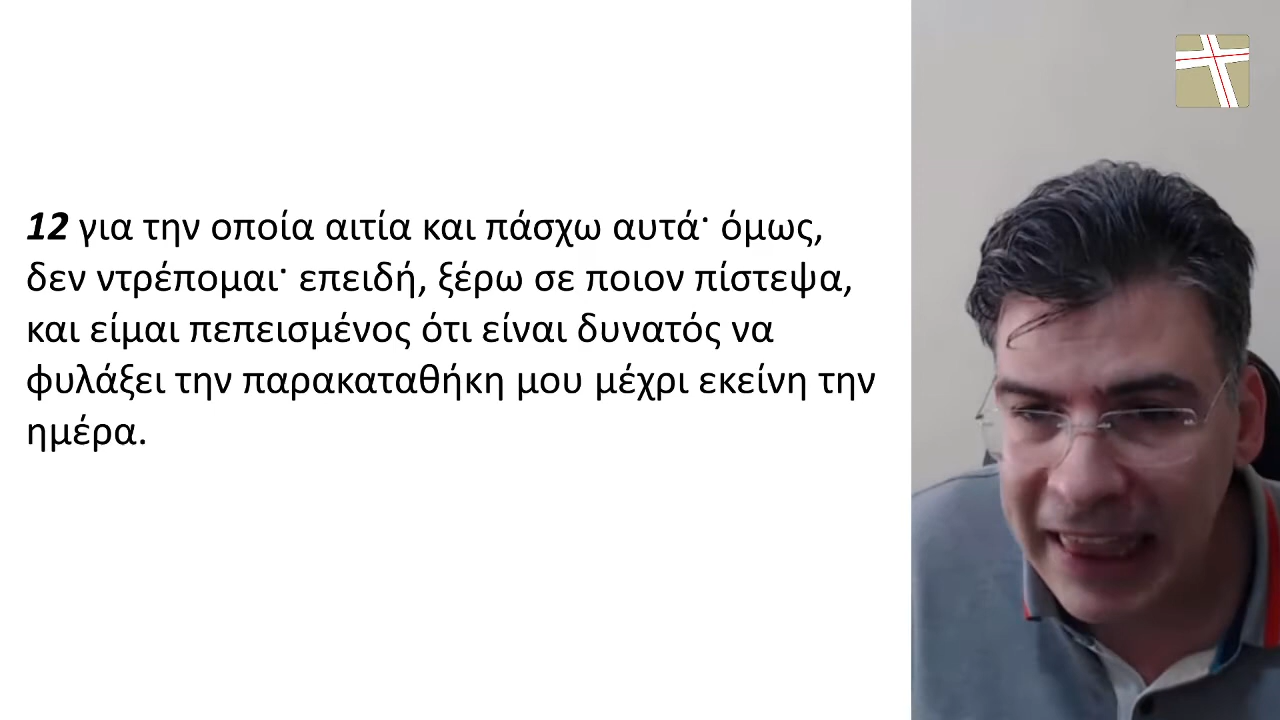 12 για την οποία αιτία και πάσχω αυτά· όμως,
δεν ντρέπομαι· επειδή, ξέρω σε ποιον πίστεψα,
και είμαι πεπεισμένος ότι είναι δυνατός να
φυλάξει την παρακαταθήκη μου μέχρι εκείνη την
ημέρα.